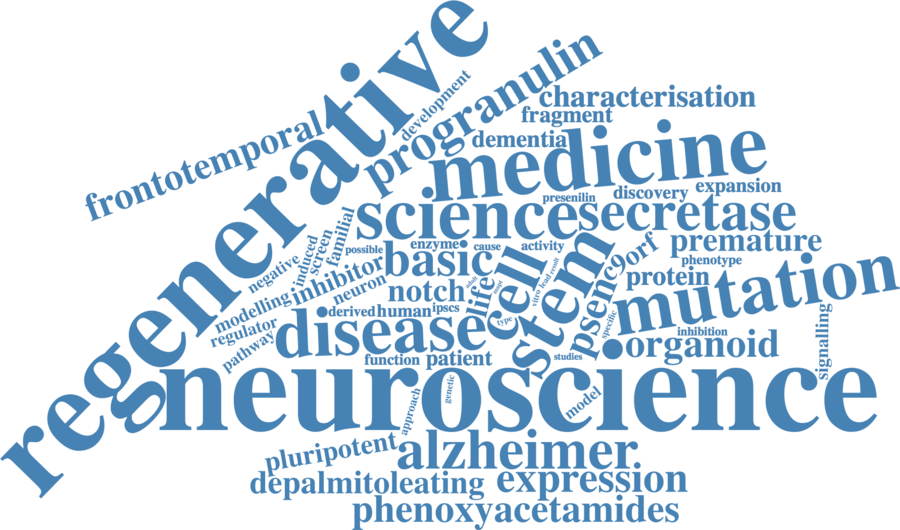 regenerative
progranulin
development
frontotemporal
characterisation
fragment
dementia
medicine
presenilin
discovery
expansion
science
secretase
premature
phenotype
familial
screen
induced
negative
possible
enzyme
cause
activity
basic
inhibitor
neuron
modelling
regulator
pathway
notch
life
cell
stem
psen
c9orf
protein
mutation
derived
human
ipscs
type
vitro
lead
result
specific
disease
function
patient
studies
organoid
inhibition
signalling
neuroscience
genetic
approach
model
pluripotent
alzheimer
depalmitoleating
expression
phenoxyacetamides